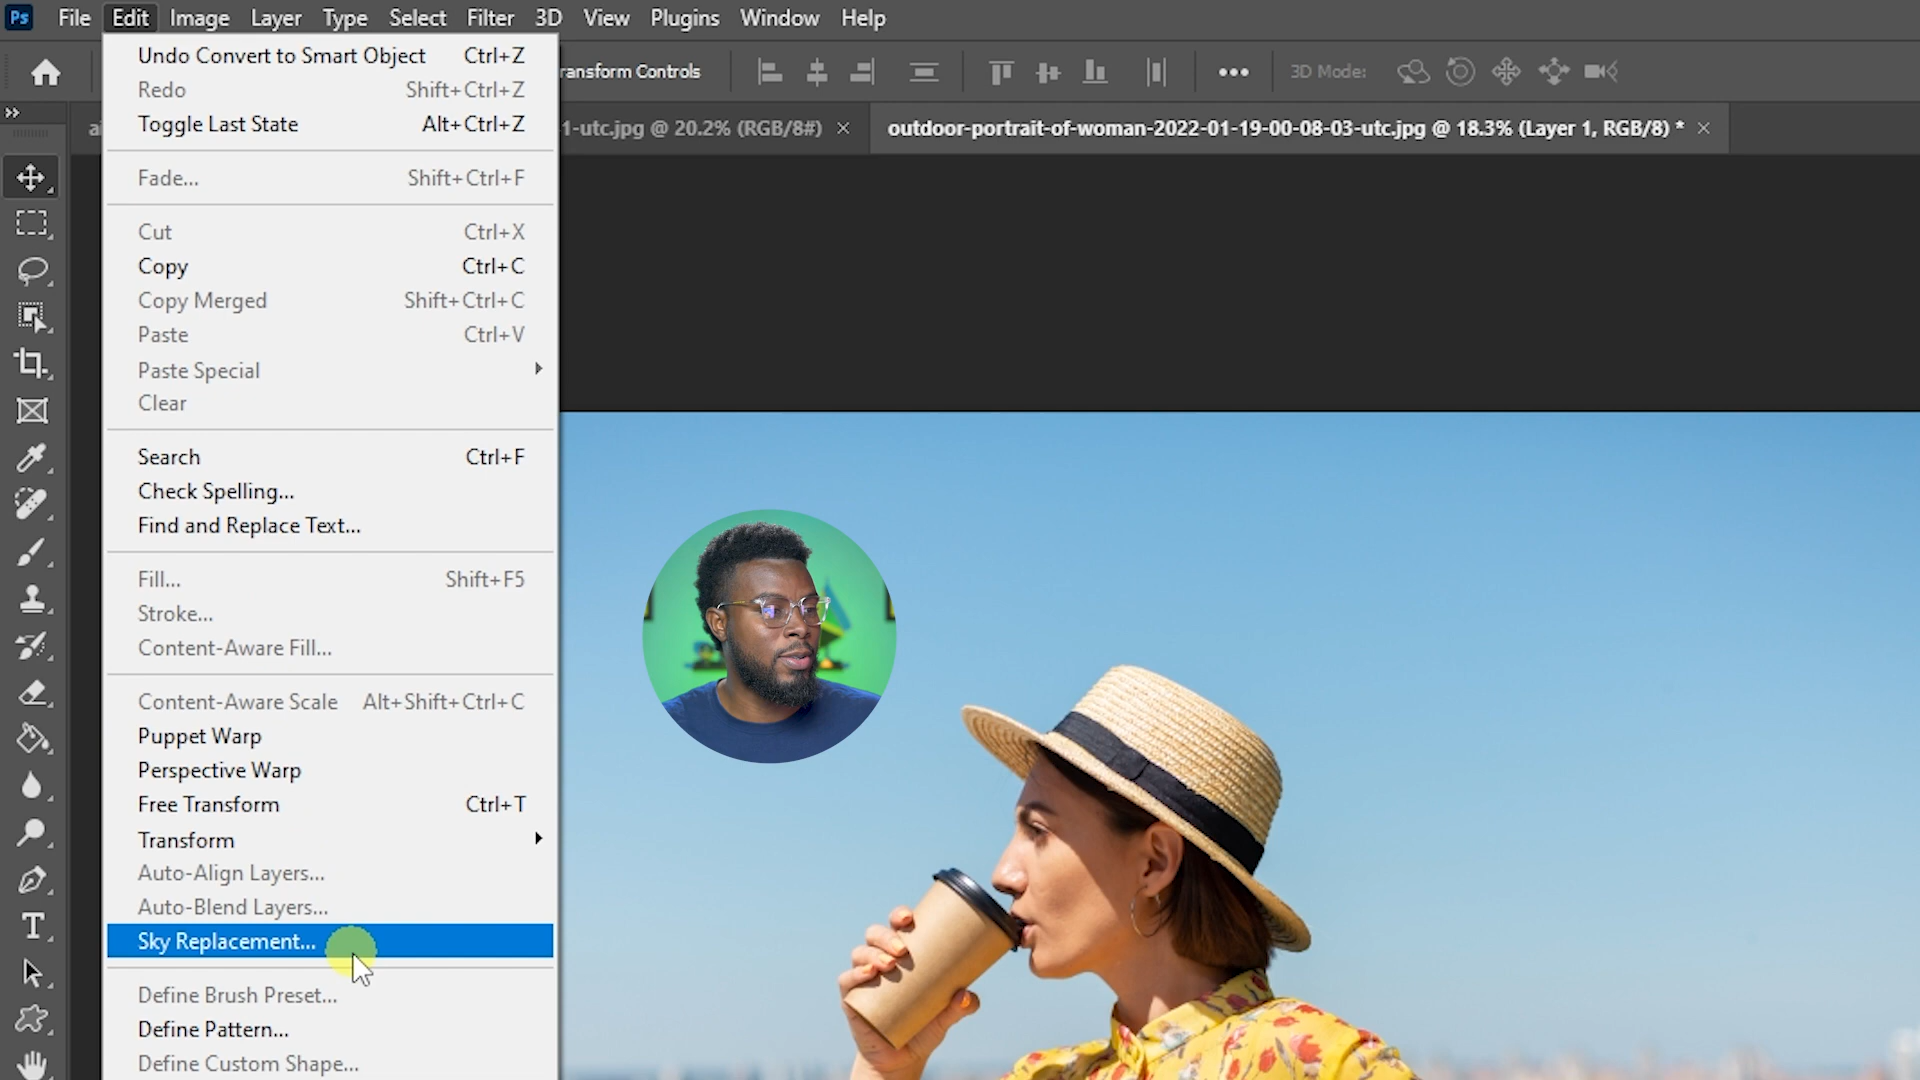 Ps File Edit Image Layer Type Select Filter 3D View Plugins Window Help
ransform Controls 3D Mode:
1-utc.jpg @ 20.2% (RGB/8#) × outdoor-portrait-of-woman-2022-01-19-00-08-03-utc.jpg @ 18.3% (Layer 1, RGB/8) * ×
Undo Convert to Smart Object Ctrl+Z
Redo Shift+Ctrl+Z
Toggle Last State Alt+Ctrl+Z
Fade... Shift+Ctrl+F
Cut Ctrl+X
Copy Ctrl+C
Copy Merged Shift+Ctrl+C
Paste Ctrl+V
Paste Special
Clear
Search Ctrl+F
Check Spelling...
Find and Replace Text...
Fill... Shift+F5
Stroke...
Content-Aware Fill...
Content-Aware Scale Alt+Shift+Ctrl+C
Puppet Warp
Perspective Warp
Free Transform Ctrl+T
Transform
Auto-Align Layers...
Auto-Blend Layers...
Sky Replacement...
Define Brush Preset...
Define Pattern...
Define Custom Shape...